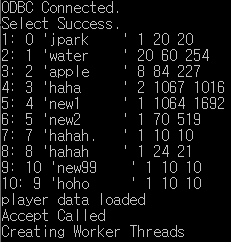 ODBC Connected.
Select Success.
1: 0 'jpark ' 1 20 20
2: 1 'water ' 20 60 254
3: 2 'apple ' 8 84 227
4: 3 'haha ' 2 1067 1016
5: 4 'new1 ' 1 1064 1692
6: 5 'new2 ' 1 70 519
7: 7 'hahah. ' 1 10 10
8: 8 'hahah ' 1 24 21
9: 10 'new99 ' 1 10 10
10: 9 'hoho ' 1 10 10
player data loaded
Accept Called
Creating Worker Threads